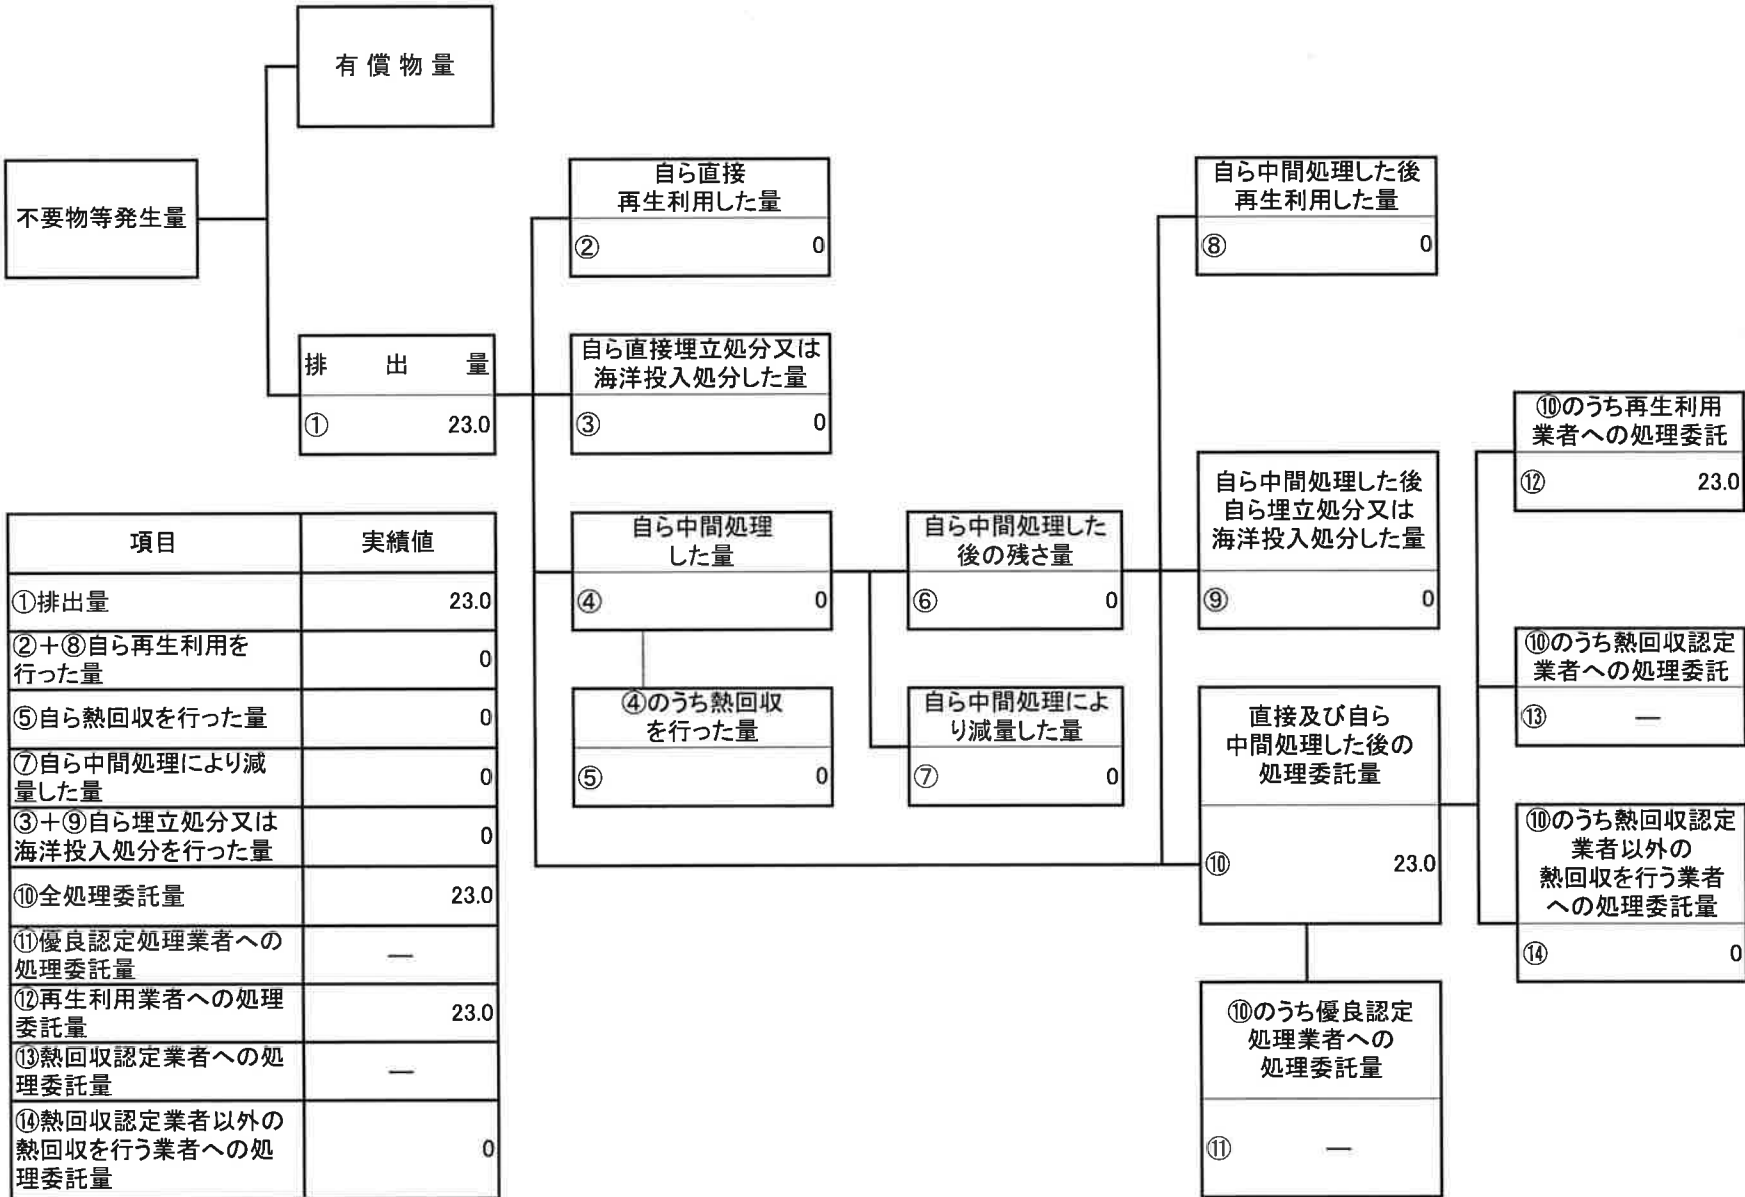 有償物量
不要物等発生量
排出量
① 23.0
自ら直接
再生利用した量
② 0
自ら直接埋立処分又は
海洋投入処分した量
③ 0
自ら中間処理
した量
④ 0
④のうち熱回収
を行った量
⑤ 0
自ら中間処理した
後の残さ量
⑥ 0
自ら中間処理によ
り減量した量
⑦ 0
自ら中間処理した後
再生利用した量
⑧ 0
自ら中間処理した後
自ら埋立処分又は
海洋投入処分した量
⑨ 0
直接及び自ら
中間処理した後の
処理委託量
⑩ 23.0
⑩のうち優良認定
処理業者への
処理委託量
⑪ ―
⑩のうち再生利用
業者への処理委託
⑫ 23.0
⑩のうち熱回収認定
業者への処理委託
⑬ ―
⑩のうち熱回収認定
業者以外の
熱回収を行う業者
への処理委託量
⑭ 0
項目 実績値
①排出量 23.0
②+⑧自ら再生利用を
行った量 0
⑤自ら熱回収を行った量 0
⑦自ら中間処理により減
量した量 0
③+⑨自ら埋立処分又は
海洋投入処分を行った量 0
⑩全処理委託量 23.0
⑪優良認定処理業者への
処理委託量 ―
⑫再生利用業者への処理
委託量 23.0
⑬熱回収認定業者への処
理委託量 ―
⑭熱回収認定業者以外の
熱回収を行う業者への処
理委託量 0